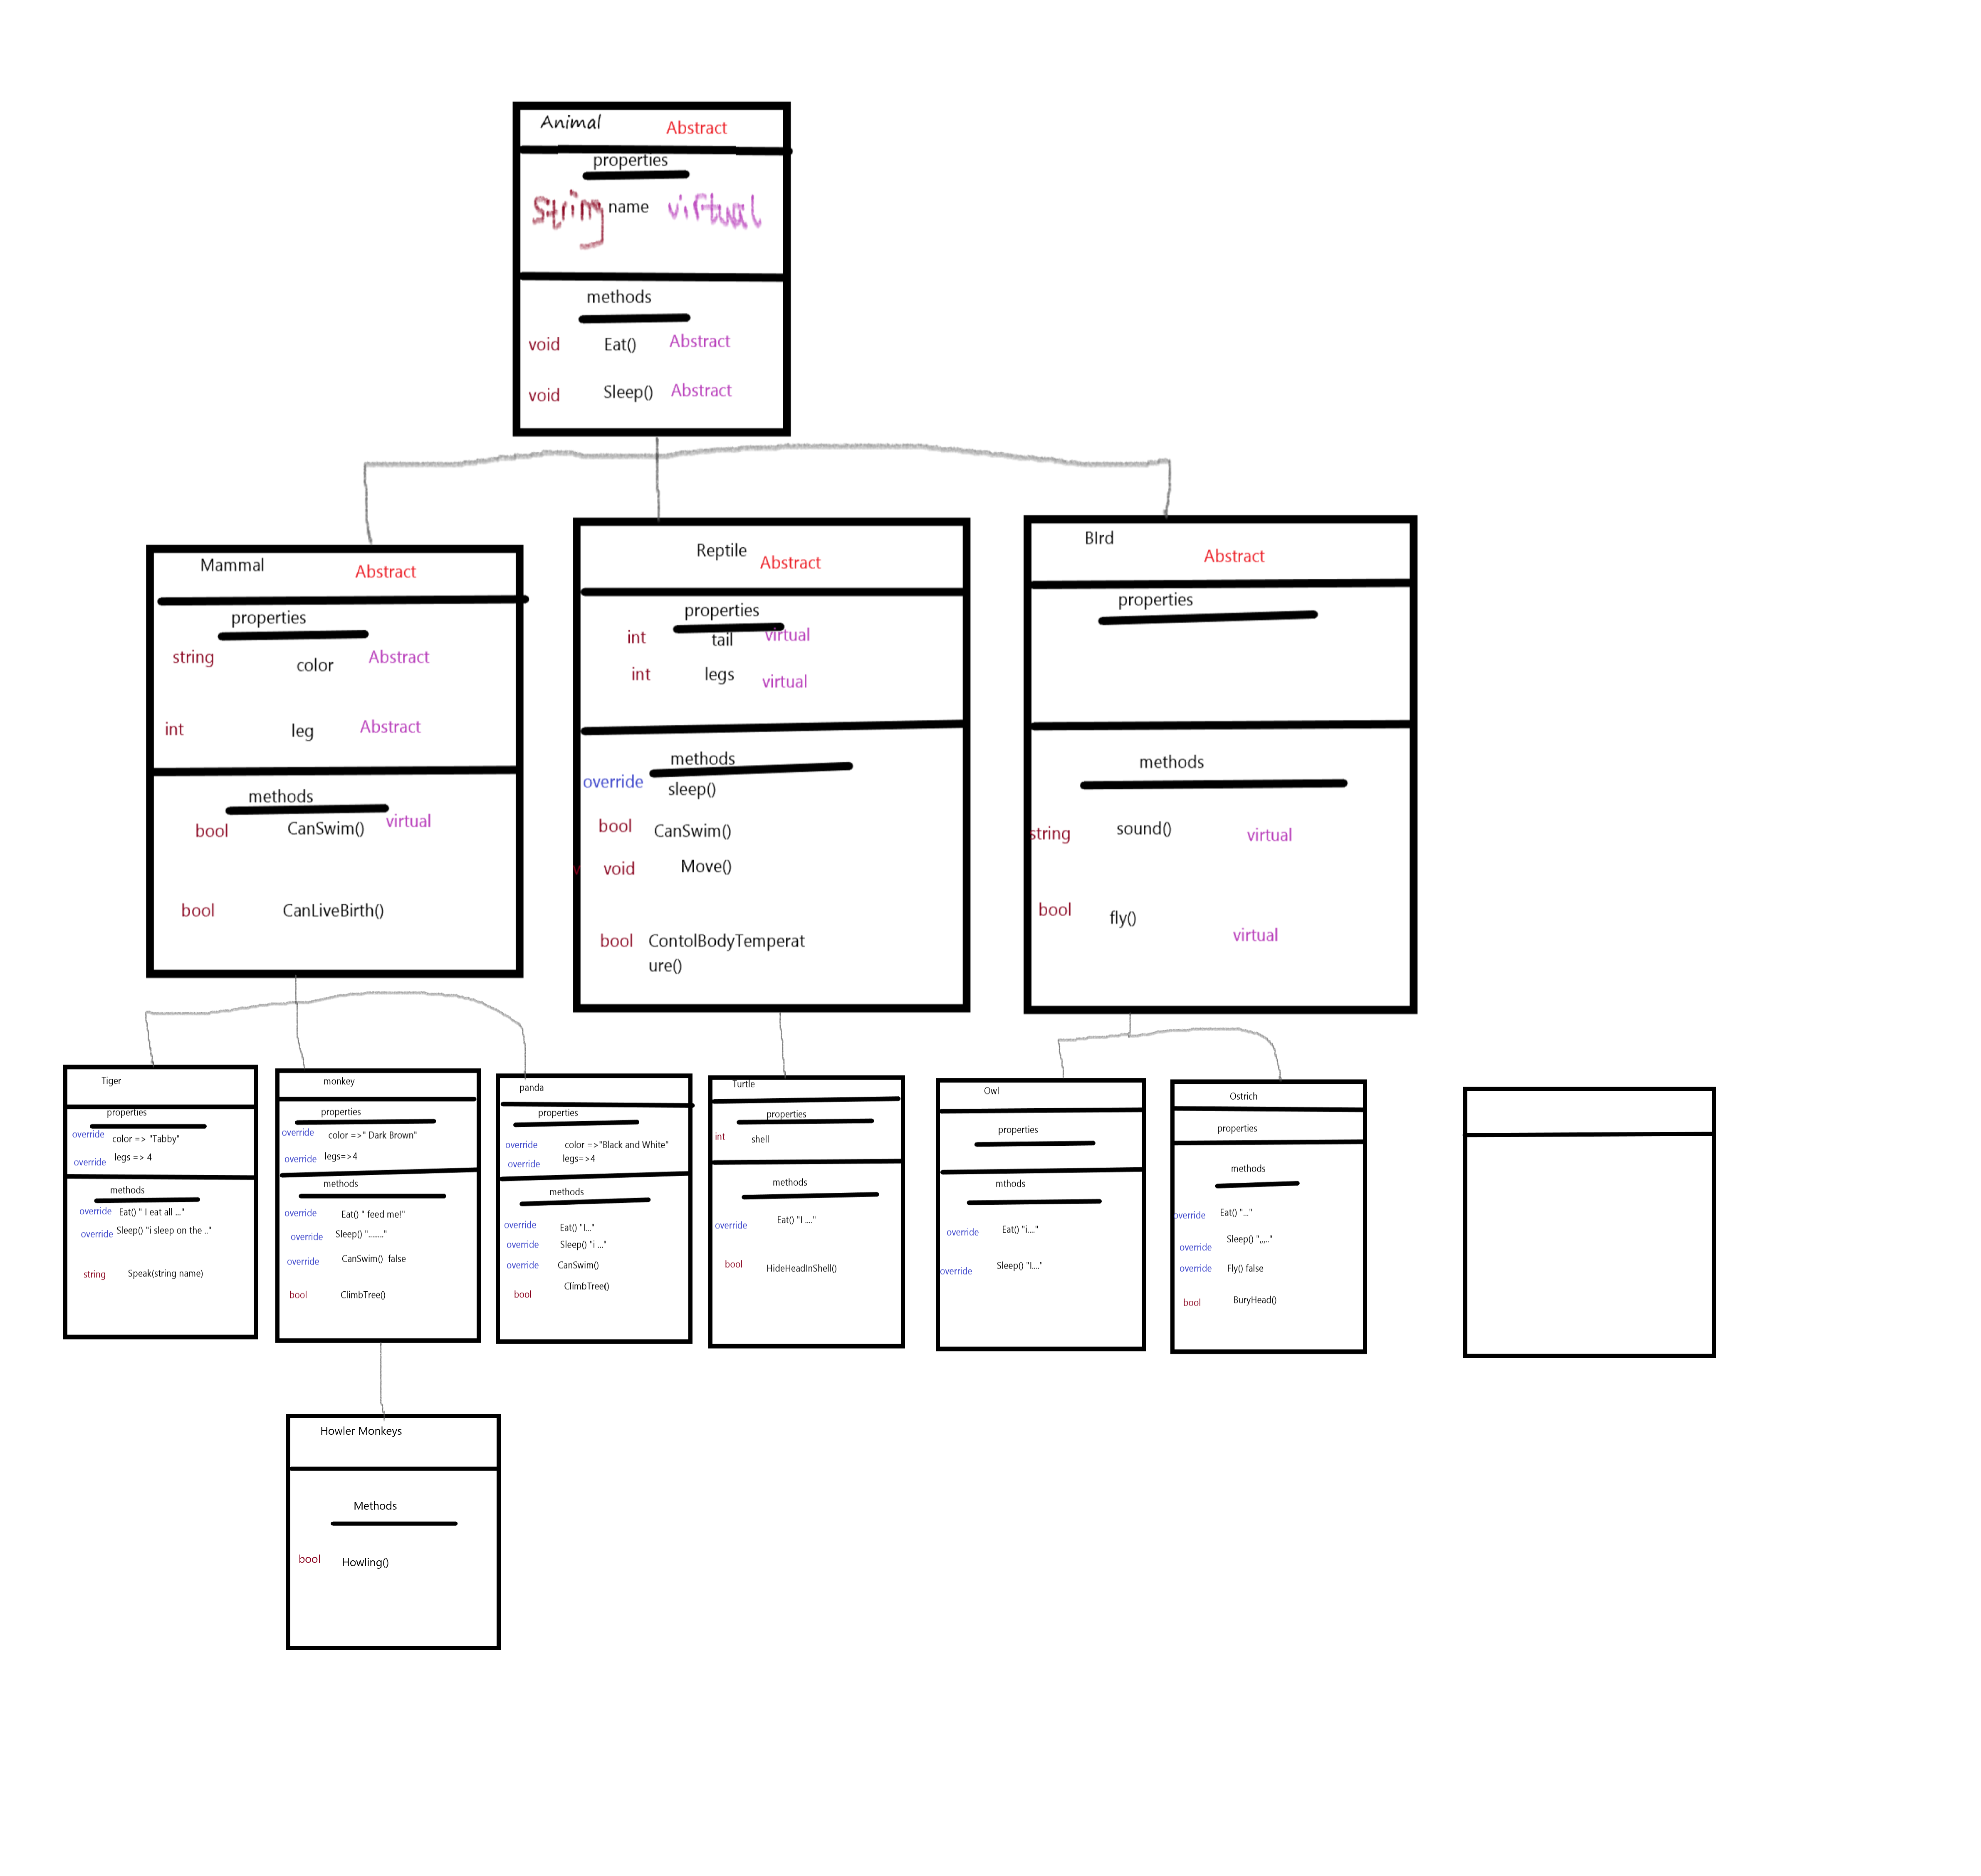 Animal Abstract
properties
string name virtual
methods
void Eat() Abstract
void Sleep() Abstract
Mammal Abstract
properties
string color Abstract
int leg Abstract
methods
bool CanSwim() virtual
bool CanLiveBirth()
Reptile Abstract
properties
int tail virtual
int legs virtual
methods
override sleep()
bool CanSwim()
v void Move()
bool ContolBodyTemperat
ure()
BIrd
Abstract
properties
methods
string sound() virtual
bool fly()
virtual
Tiger
properties
override color => "Tabby"
override legs => 4
methods
override Eat() " I eat all ..."
override Sleep() "i sleep on the .."
string Speak(string name)
monkey
properties
override color =>" Dark Brown"
override legs=>4
methods
override Eat() " feed me!"
override Sleep() "........"
override CanSwim() false
bool ClimbTree()
panda
properties
override color =>"Black and White"
override legs=>4
methods
override Eat() "I..."
override Sleep() "i ..."
override CanSwim()
bool ClimbTree()
Turtle
properties
int shell
methods
override Eat() "I ...."
bool HideHeadInShell()
Owl
properties
mthods
override Eat() "i...."
override Sleep() "I...."
Ostrich
properties
methods
override Eat() "..."
override Sleep() ",,,.."
override Fly() false
bool BuryHead()
Howler Monkeys
Methods
bool Howling()